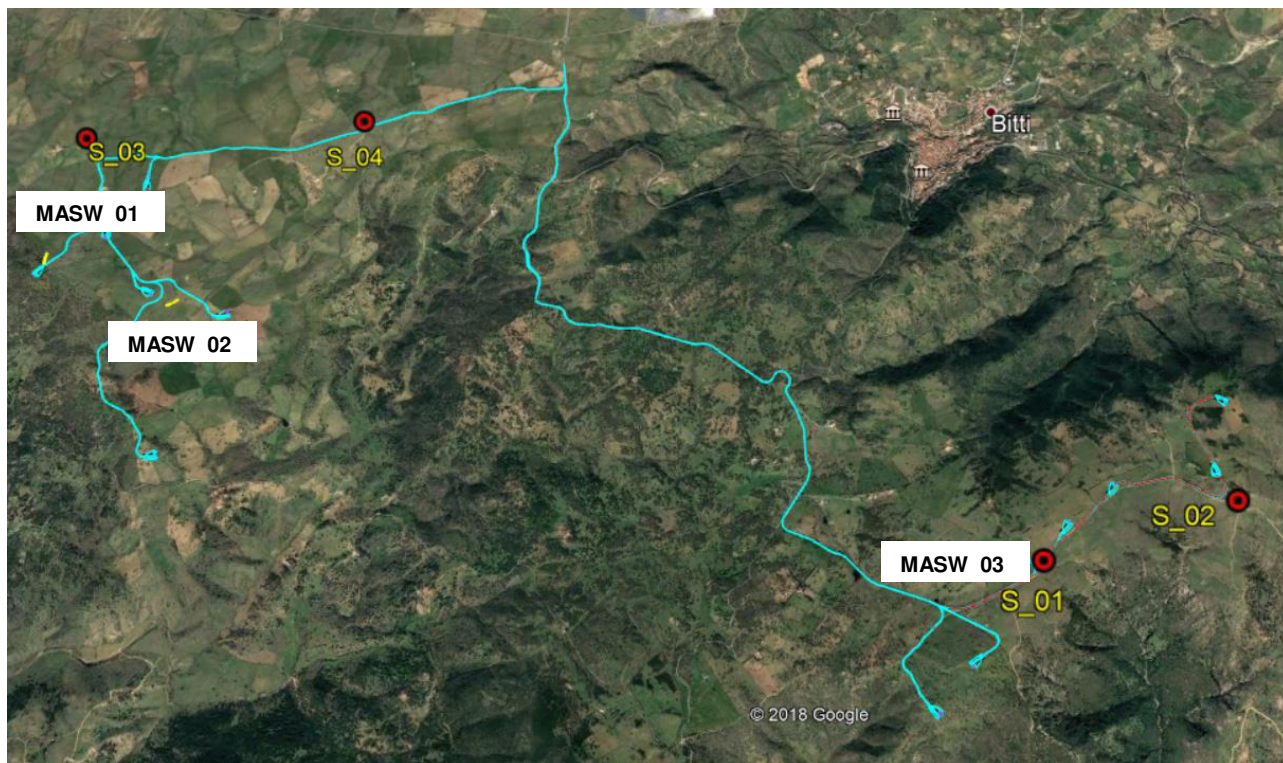 Bitti
S_03
S_04
MASW 01
MASW 02
S_02
MASW 03
S_01
© 2018 Google